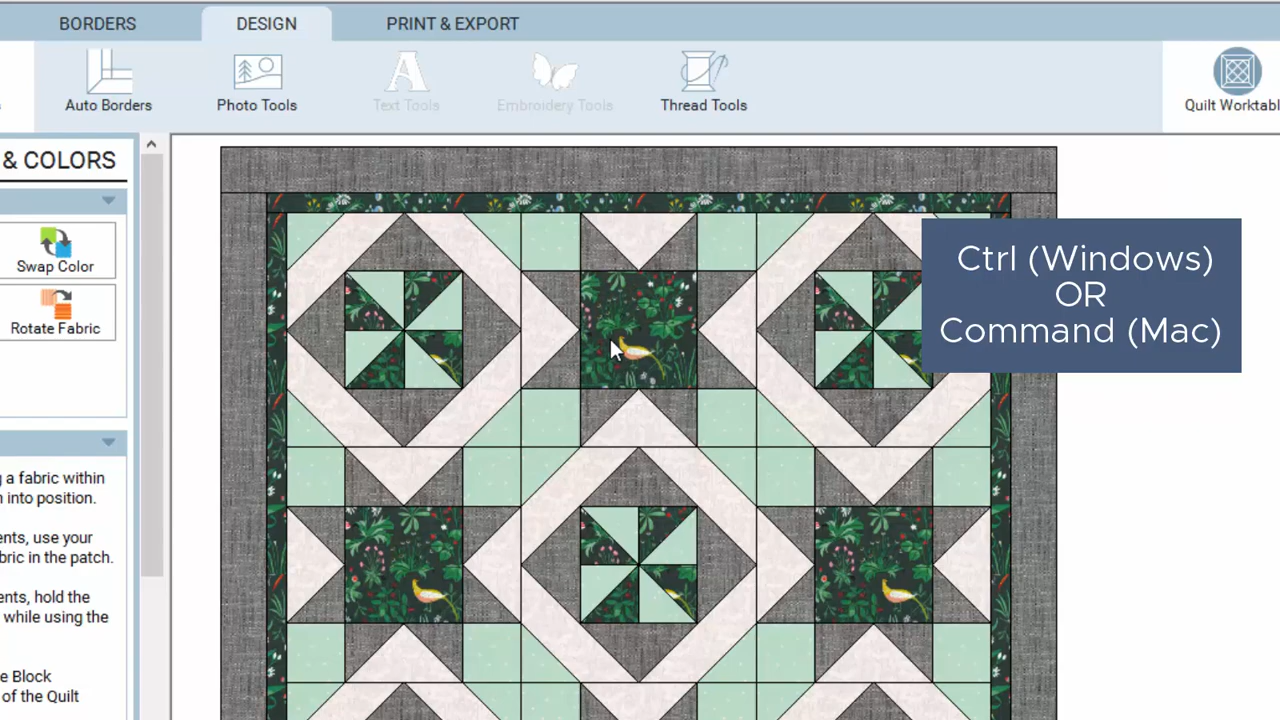 BORDERS
DESIGN
PRINT & EXPORT
Auto Borders
Photo Tools
Text Tools
Embroidery Tools
Thread Tools
Quilt Worktabl
& COLORS
Swap Color
Rotate Fabric
Ctrl (Windows)
OR
Command (Mac)
g a fabric within
n into position.
ents, use your
bric in the patch.
ents, hold the
while using the
e Block
of the Quilt